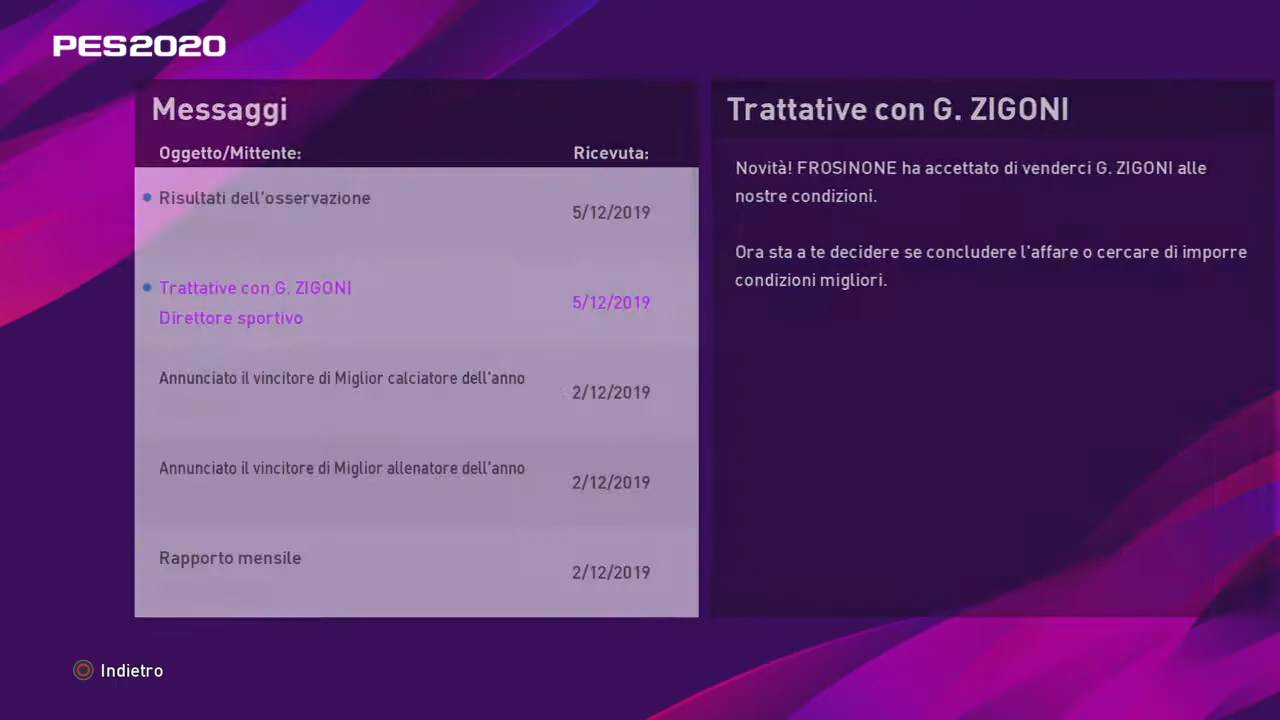 PES2020
Messaggi
Oggetto/Mittente: Ricevuta:
Risultati dell'osservazione
5/12/2019
Trattative con G. ZIGONI
5/12/2019
Direttore sportivo
Annunciato il vincitore di Miglior calciatore dell'anno
2/12/2019
Annunciato il vincitore di Miglior allenatore dell'anno
2/12/2019
Rapporto mensile
2/12/2019
Trattative con G. ZIGONI
Novità! FROSINONE ha accettato di venderci G. ZIGONI alle
nostre condizioni.
Ora sta a te decidere se concludere l'affare o cercare di imporre
condizioni migliori.
Indietro